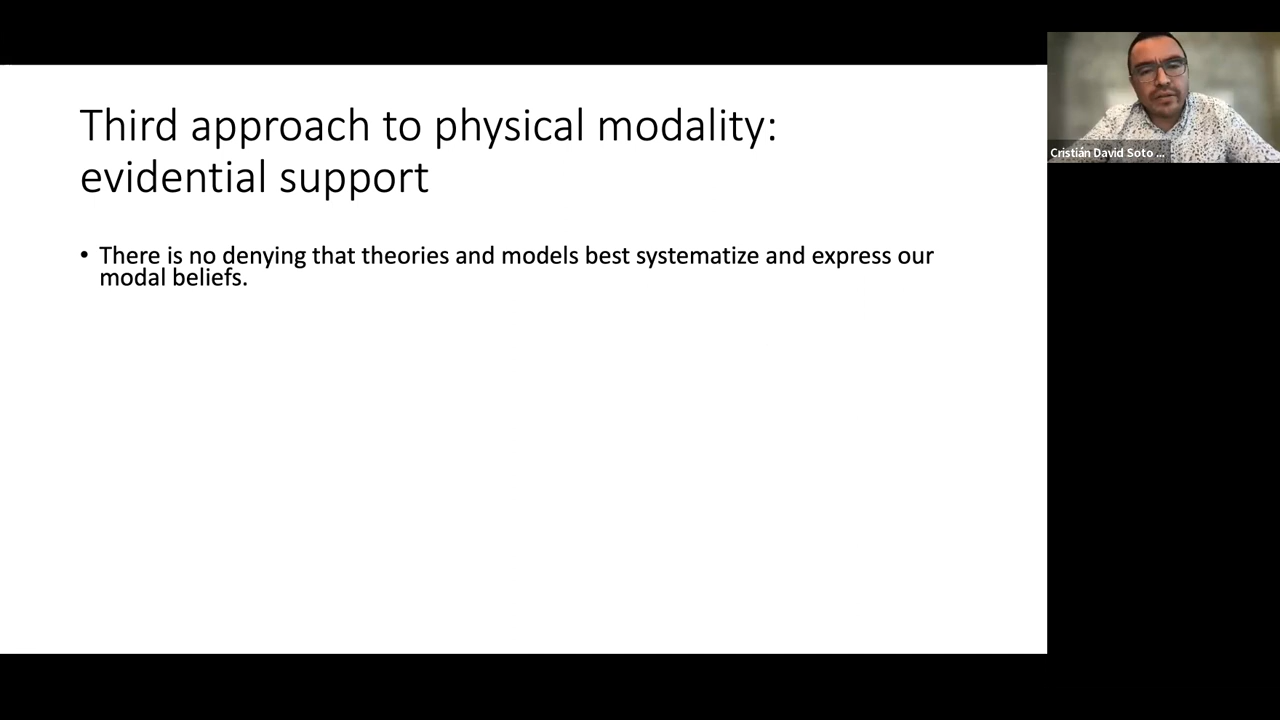 Third approach to physical modality:
evidential support
• There is no denying that theories and models best systematize and express our
modal beliefs.
Cristián David Soto ...